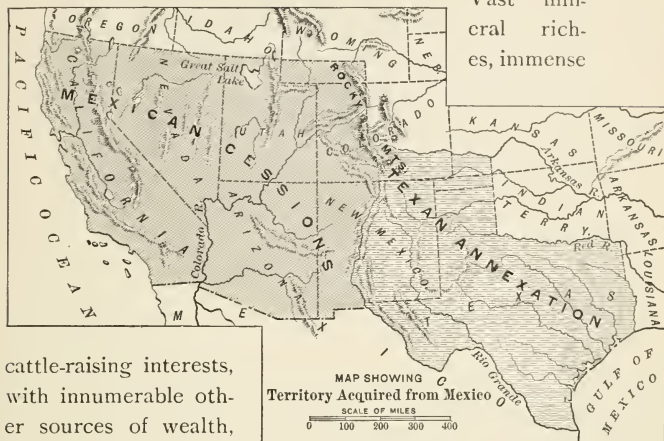 Vast min-
eral rich-
es, immense
OREGON
IDAHO
WYOMING
NEB
PACIFIC OCEAN
Great Salt
Lake
ROCKY MTS.
COLORADO
KANSAS
MISSOURI
CALIFORNIA
NEVADA
UTAH
MEXICAN CESSIONS
Arkansas R.
ARKANSAS
INDIAN
TERRY.
TEXAN ANNEXATION
Colorado R.
ARIZONA
NEW MEXICO
Red R.
LOUISIANA
TEXAS
MEXICO
Rio Grande
GULF OF
MEXICO
cattle-raising interests,
with innumerable oth-
er sources of wealth,
MAP SHOWING
Territory Acquired from Mexico
SCALE OF MILES
0 100 200 300 400